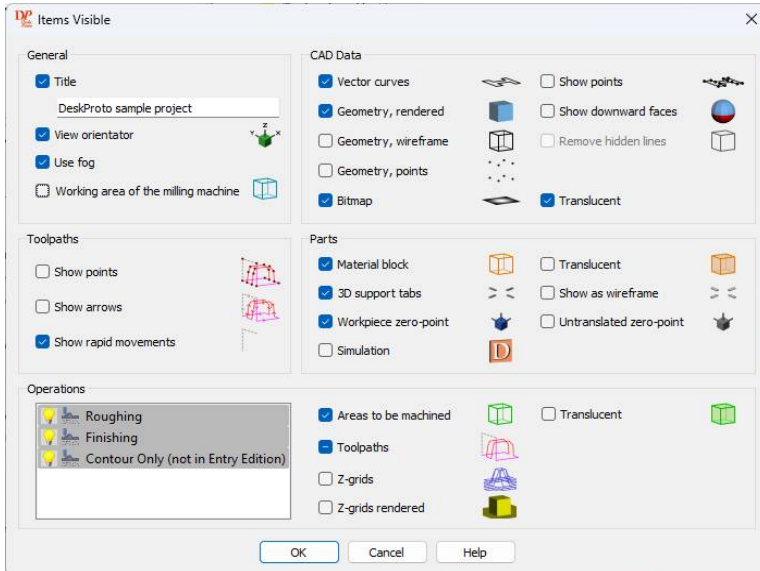 DP Items Visible
General
Title
DeskProto sample project
View orientator
Z
Y X
Use fog
Working area of the milling machine
CAD Data
Vector curves
Show points
Geometry, rendered
Show downward faces
Geometry, wireframe
Remove hidden lines
Geometry, points
Bitmap
Translucent
Toolpaths
Show points
Show arrows
Show rapid movements
Parts
Material block
Translucent
3D support tabs
Show as wireframe
Workpiece zero-point
Untranslated zero-point
Simulation
D
Operations
Roughing
Finishing
Contour Only (not in Entry Edition)
Areas to be machined
Translucent
Toolpaths
Z-grids
Z-grids rendered
OK Cancel Help